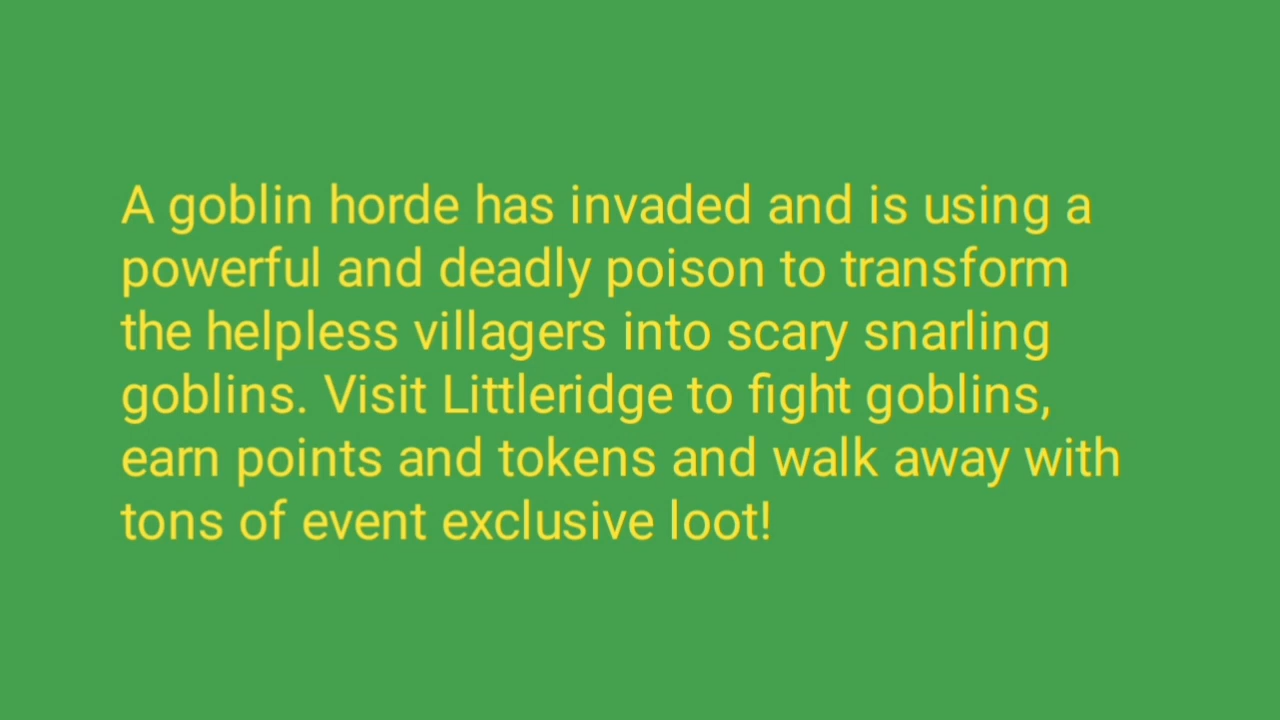 A goblin horde has invaded and is using a
powerful and deadly poison to transform
the helpless villagers into scary snarling
goblins. Visit Littleridge to fight goblins,
earn points and tokens and walk away with
tons of event exclusive loot!